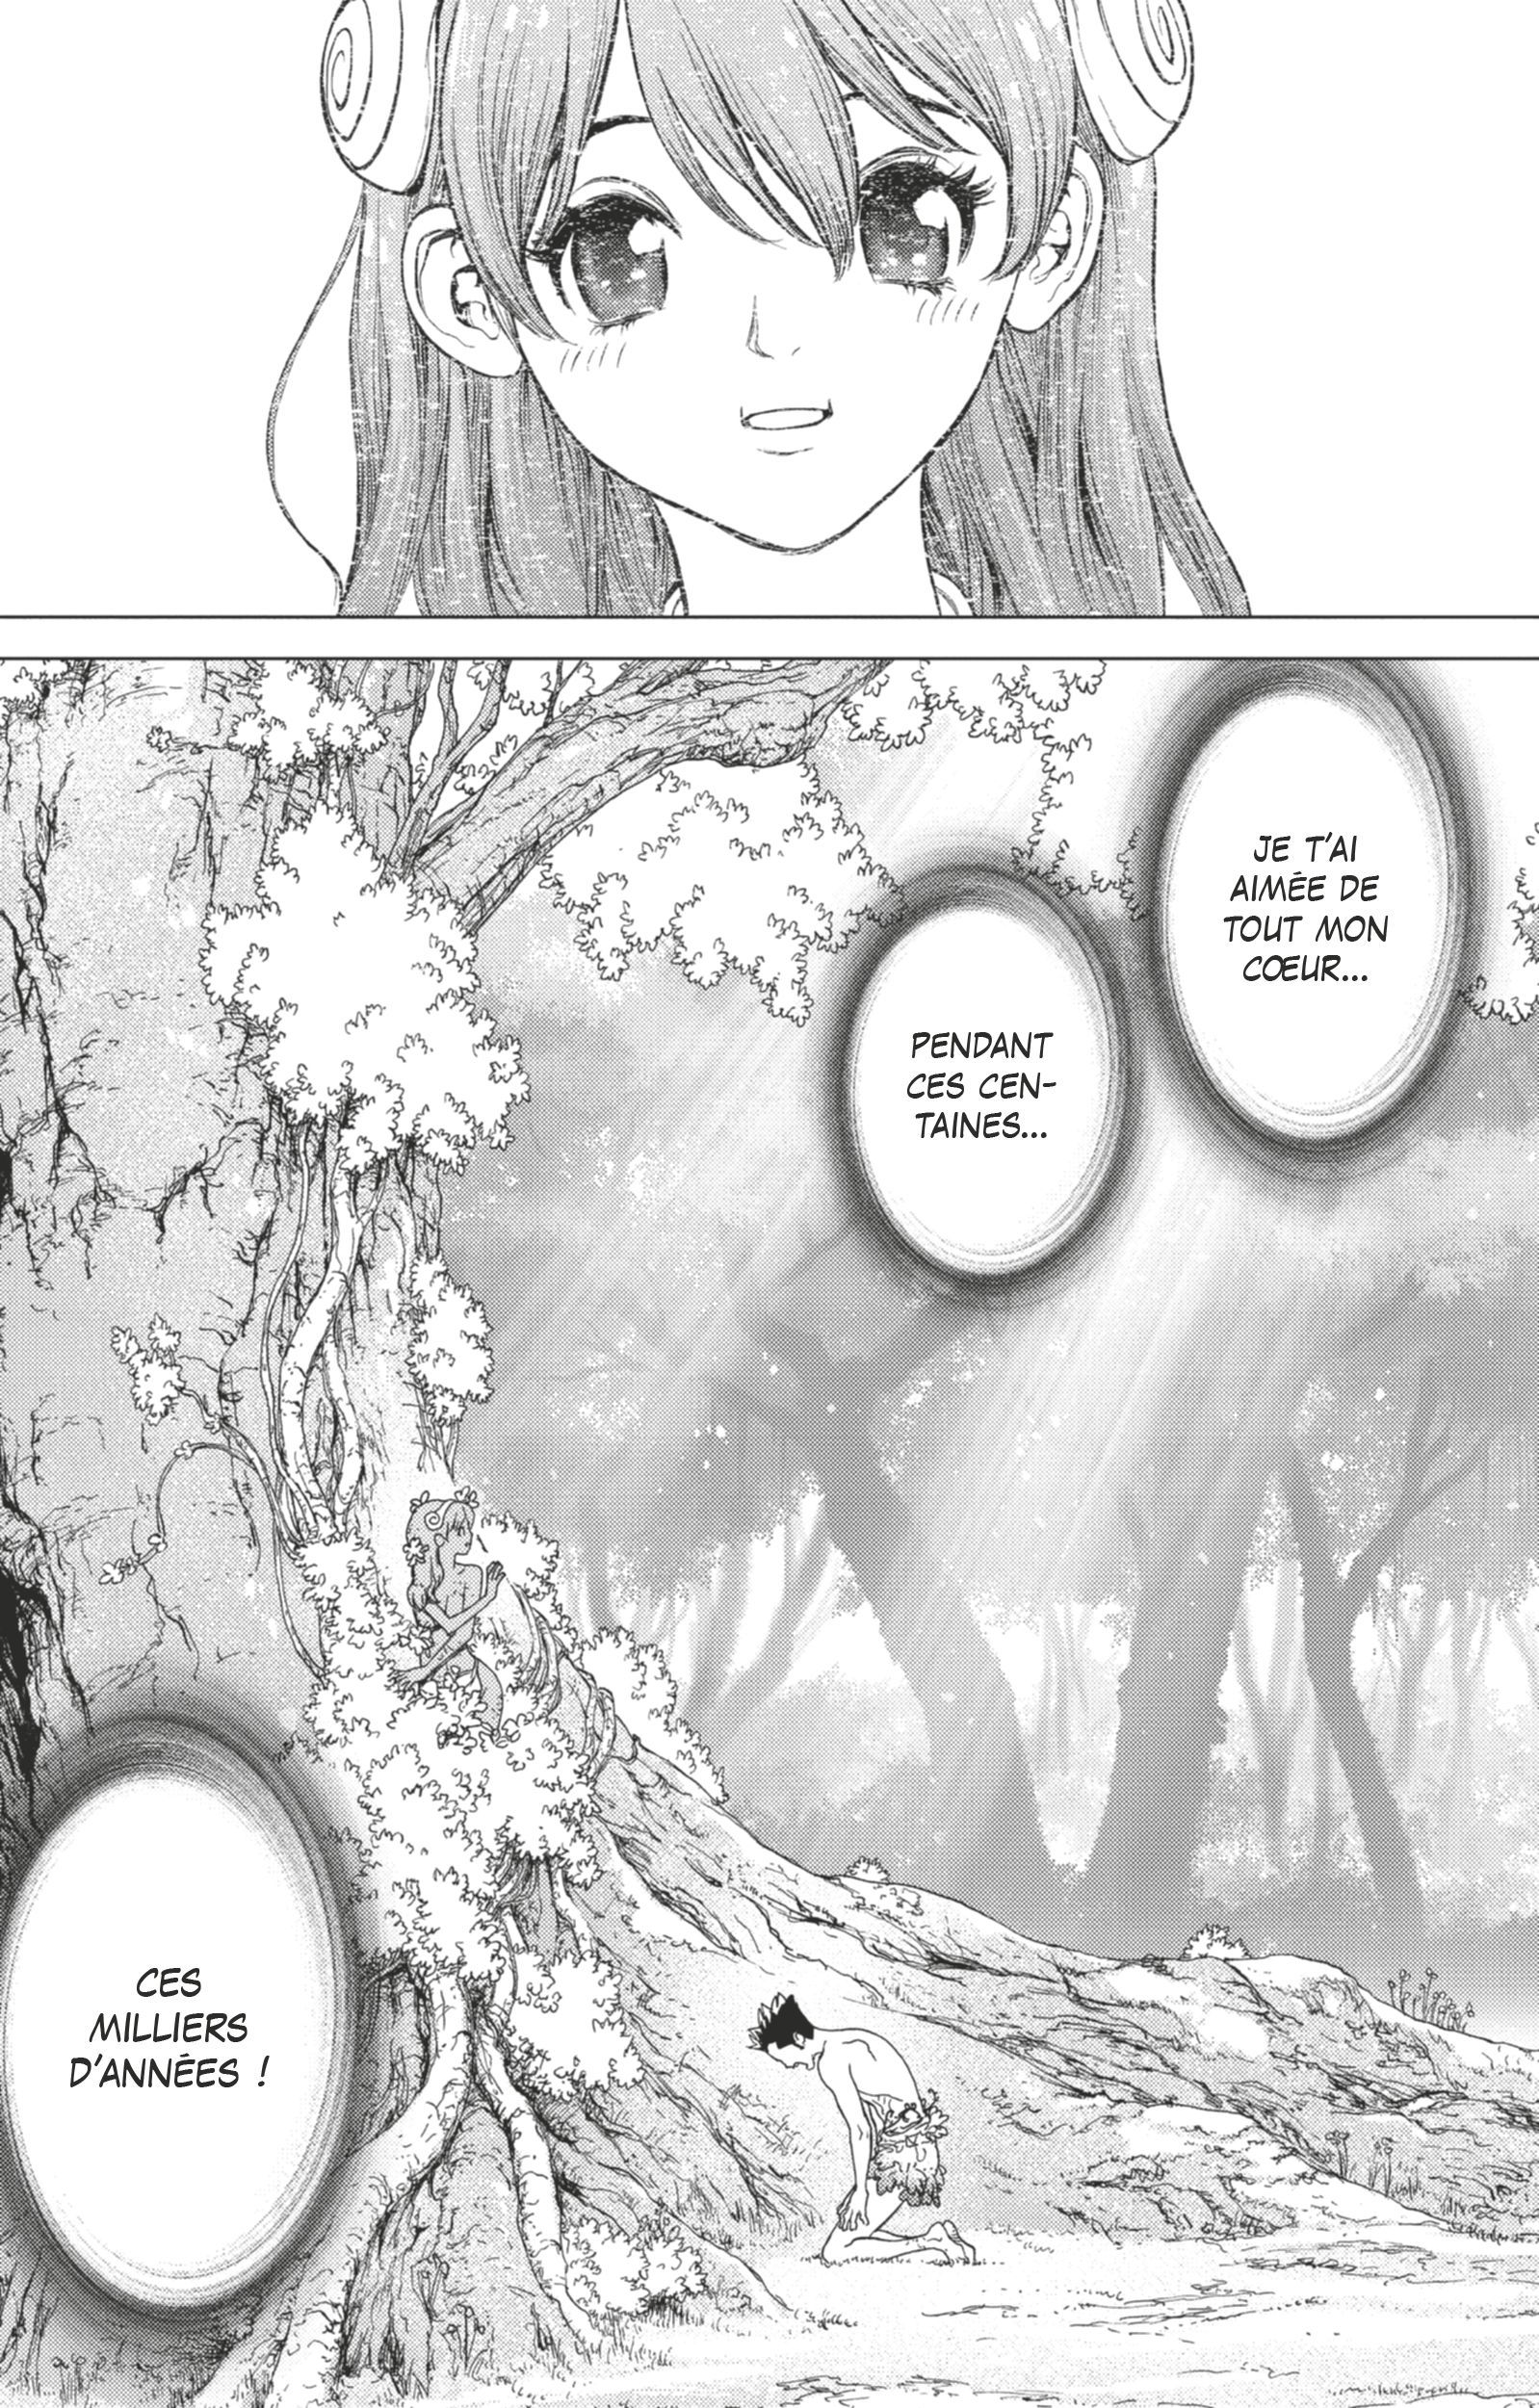 JE T'AI
AIMÉE DE
TOUT MON
CŒUR...
PENDANT
CES CEN-
TAINES...
CES
MILLIERS
D'ANNÉES !